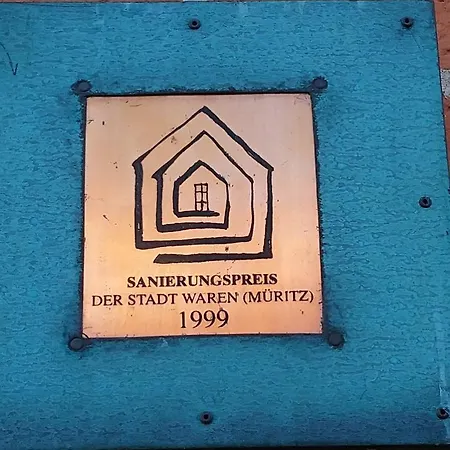 SANIERUNGSPREIS
DER STADT WAREN (MÜRITZ)
1999